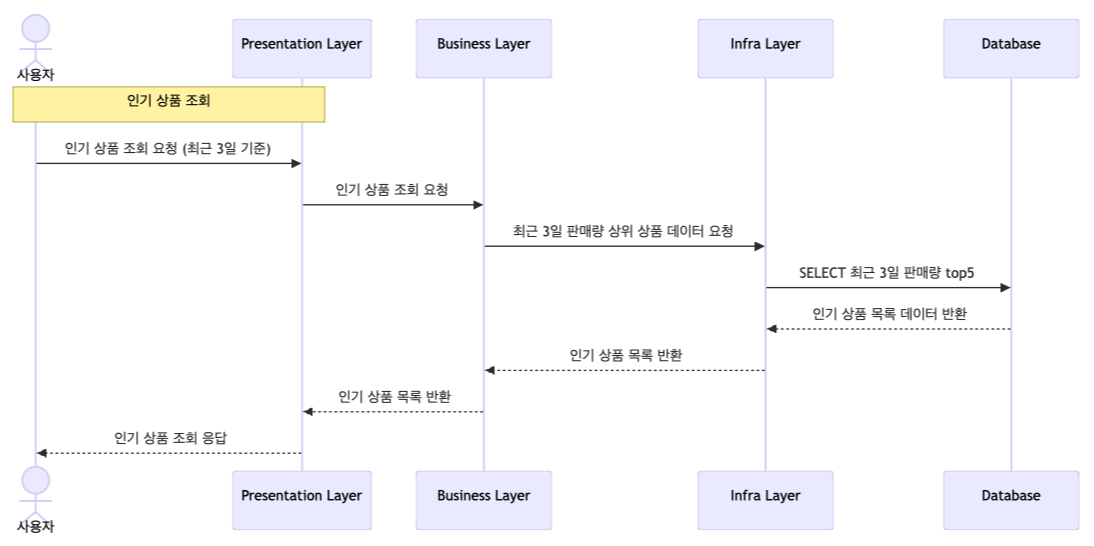 Presentation Layer
Business Layer
Infra Layer
Database
사용자
인기 상품 조회
인기 상품 조회 요청 (최근 3일 기준)
인기 상품 조회 요청
최근 3일 판매량 상위 상품 데이터 요청
SELECT 최근 3일 판매량 top5
인기 상품 목록 데이터 반환
인기 상품 목록 반환
인기 상품 목록 반환
인기 상품 조회 응답
Presentation Layer
Business Layer
Infra Layer
Database
사용자